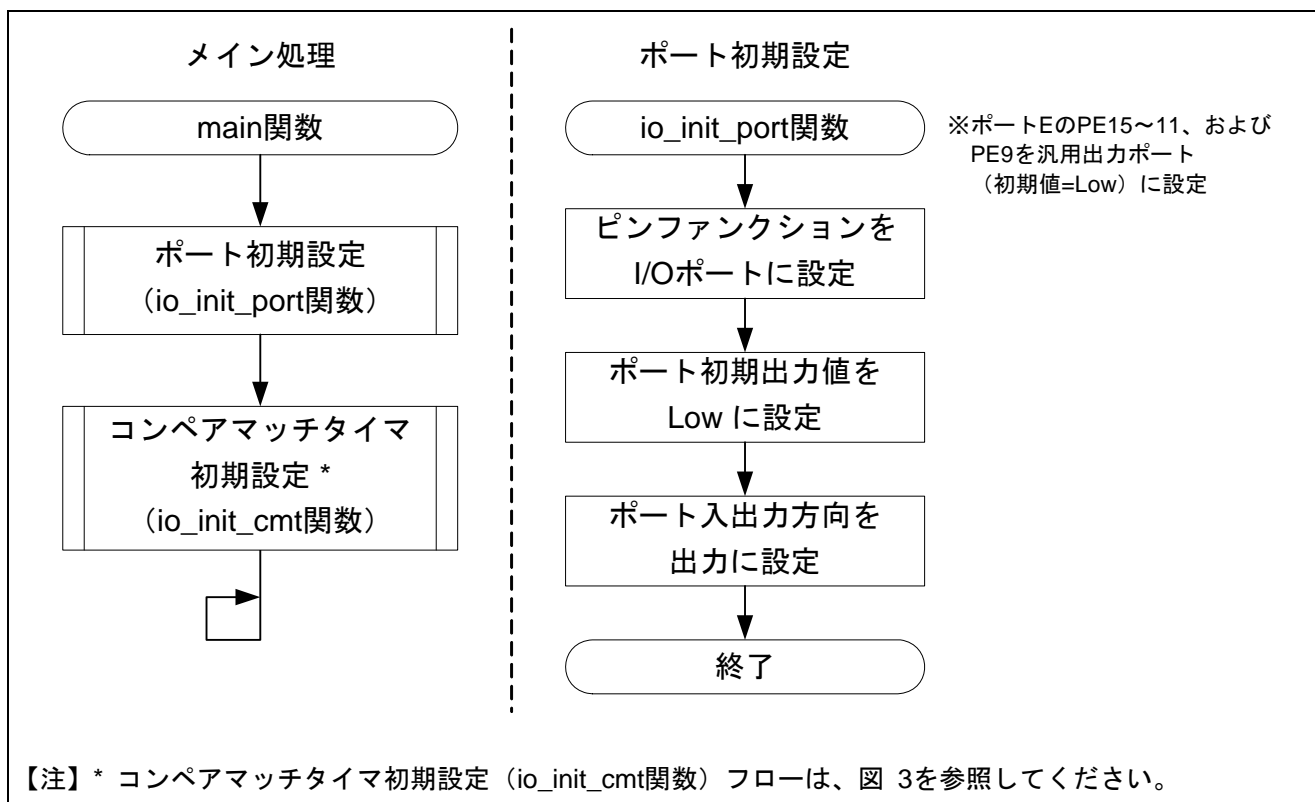 メイン処理
main関数
ポート初期設定
（io_init_port関数）
コンペアマッチタイマ
初期設定 *
（io_init_cmt関数）
ポート初期設定
io_init_port関数
※ポートEのPE15～11、および
PE9を汎用出力ポート
（初期値=Low）に設定
ピンファンクションを
I/Oポートに設定
ポート初期出力値を
Low に設定
ポート入出力方向を
出力に設定
終了
【注】* コンペアマッチタイマ初期設定（io_init_cmt関数）フローは、図 3を参照してください。